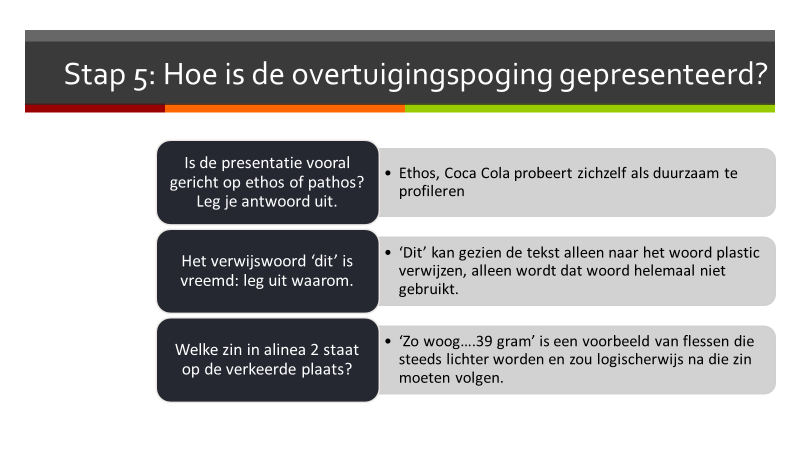 Stap 5: Hoe is de overtuigingspoging gepresenteerd?
Is de presentatie vooral
gericht op ethos of pathos?
Leg je antwoord uit.
• Ethos, Coca Cola probeert zichzelf als duurzaam te
profileren
Het verwijswoord ‘dit’ is
vreemd: leg uit waarom.
• ‘Dit’ kan gezien de tekst alleen naar het woord plastic
verwijzen, alleen wordt dat woord helemaal niet
gebruikt.
Welke zin in alinea 2 staat
op de verkeerde plaats?
• ‘Zo woog....39 gram’ is een voorbeeld van flessen die
steeds lichter worden en zou logischerwijs na die zin
moeten volgen.